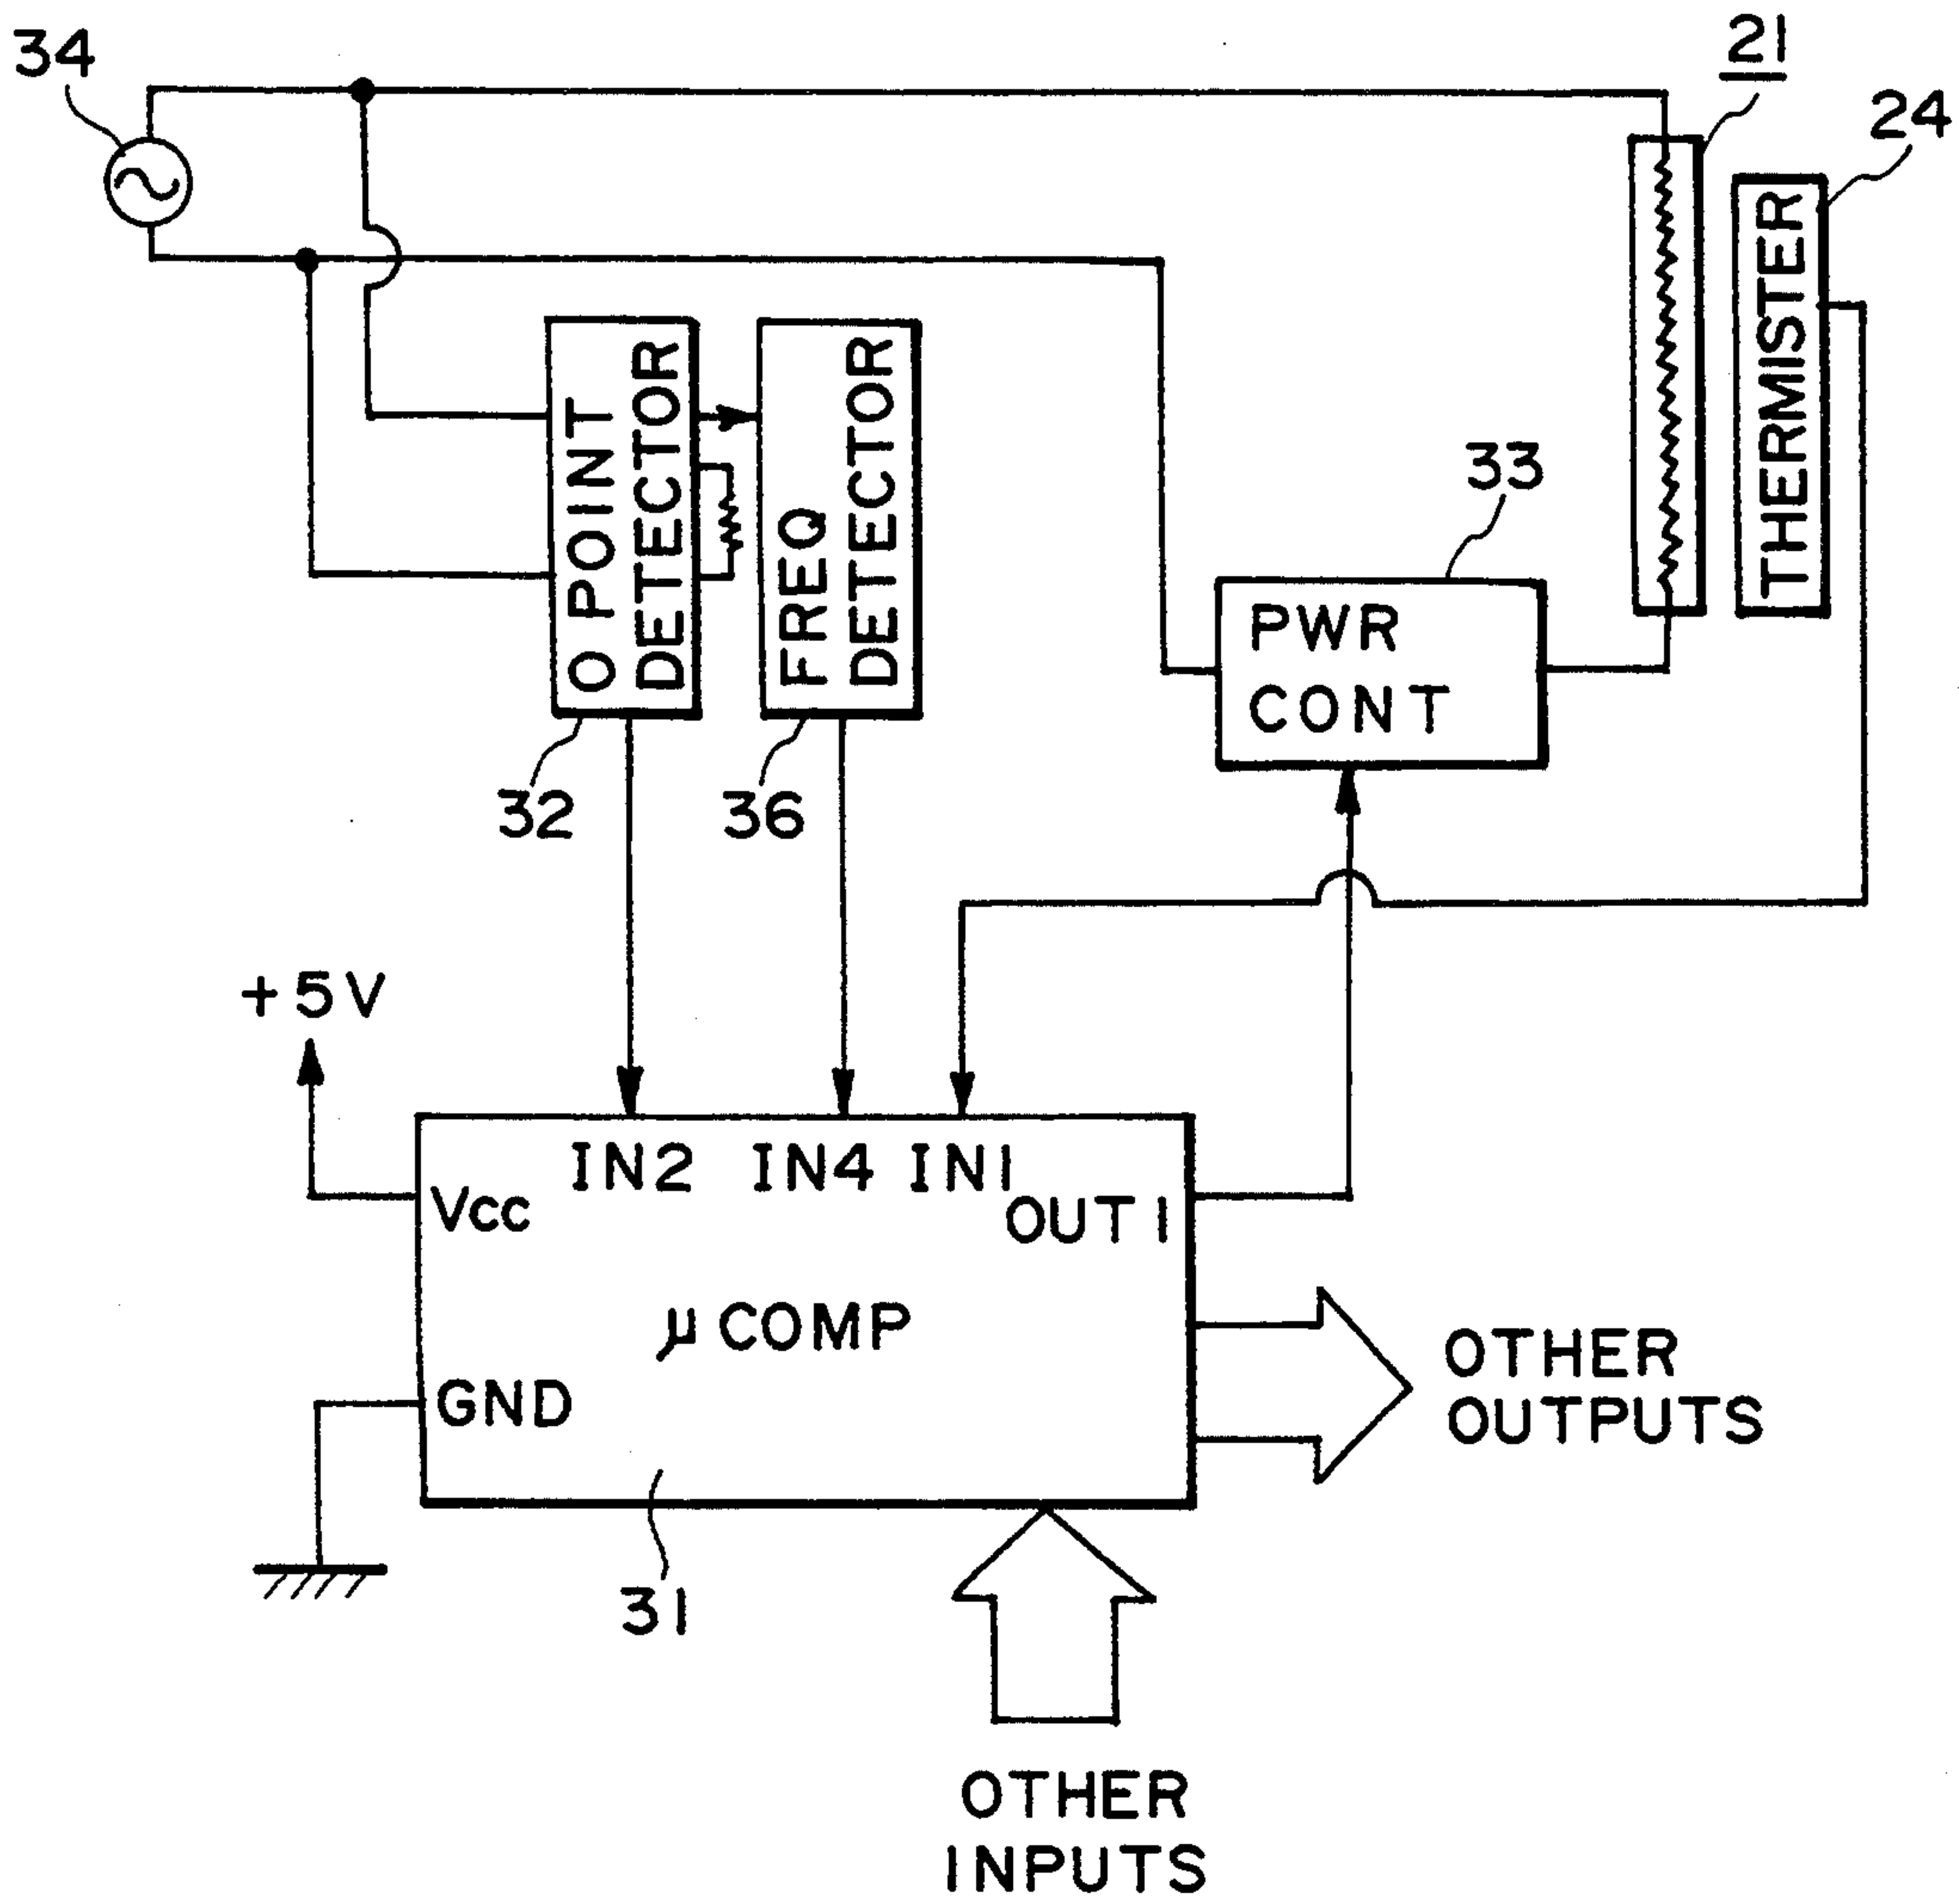 34
21
24
THERMISTER
O POINT
DETECTOR
FREQ
DETECTOR
33
PWR
CONT
32
36
+5V
IN2 IN4 IN1
Vcc
OUT1
μCOMP
GND
OTHER
OUTPUTS
31
OTHER
INPUTS